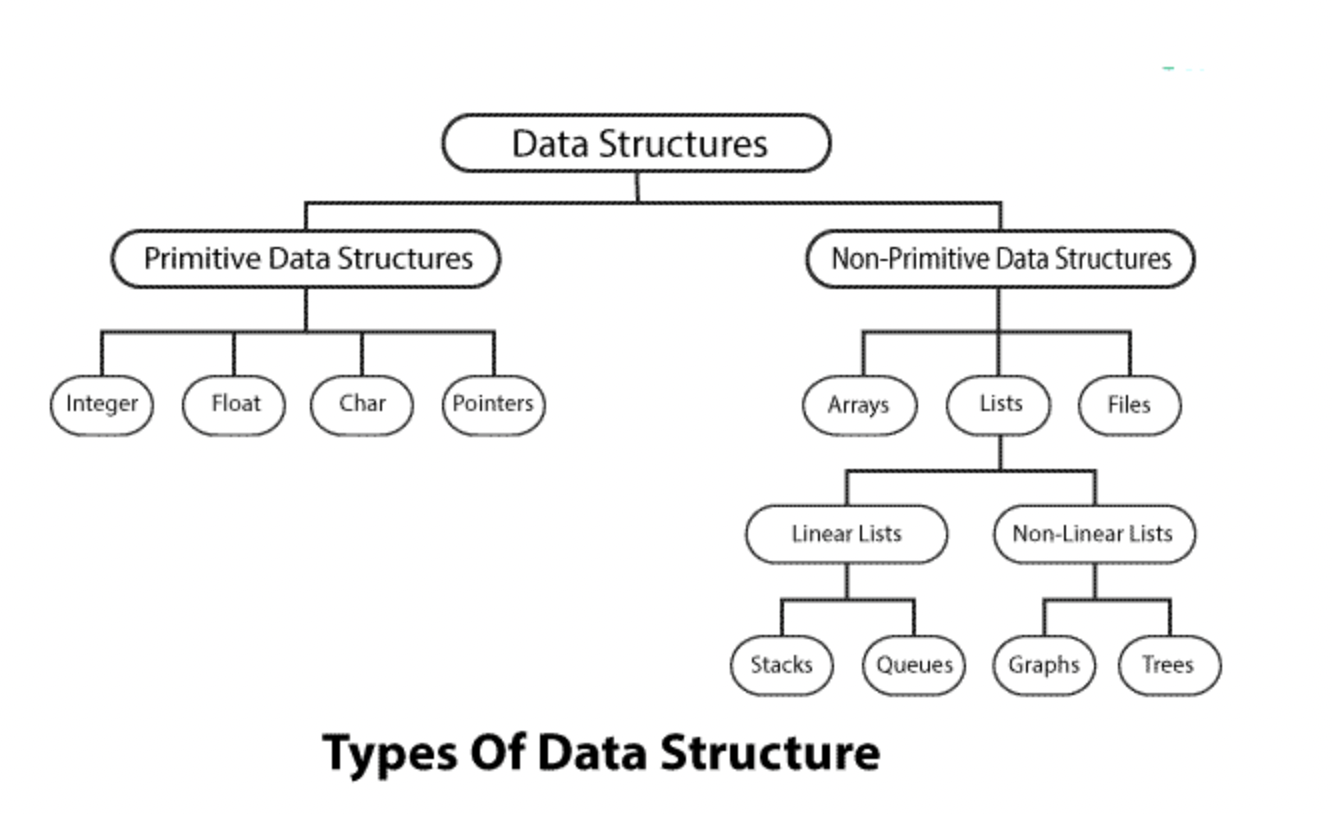 Data Structures
Primitive Data Structures
Non-Primitive Data Structures
Integer
Float
Char
Pointers
Arrays
Lists
Files
Linear Lists
Non-Linear Lists
Stacks
Queues
Graphs
Trees
Types Of Data Structure